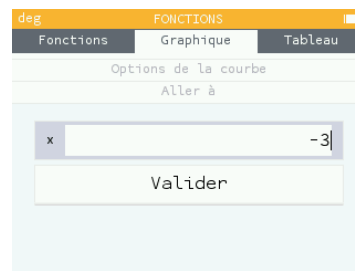 deg FONCTIONS
Fonctions Graphique Tableau
Options de la courbe
Aller à
x -3
Valider